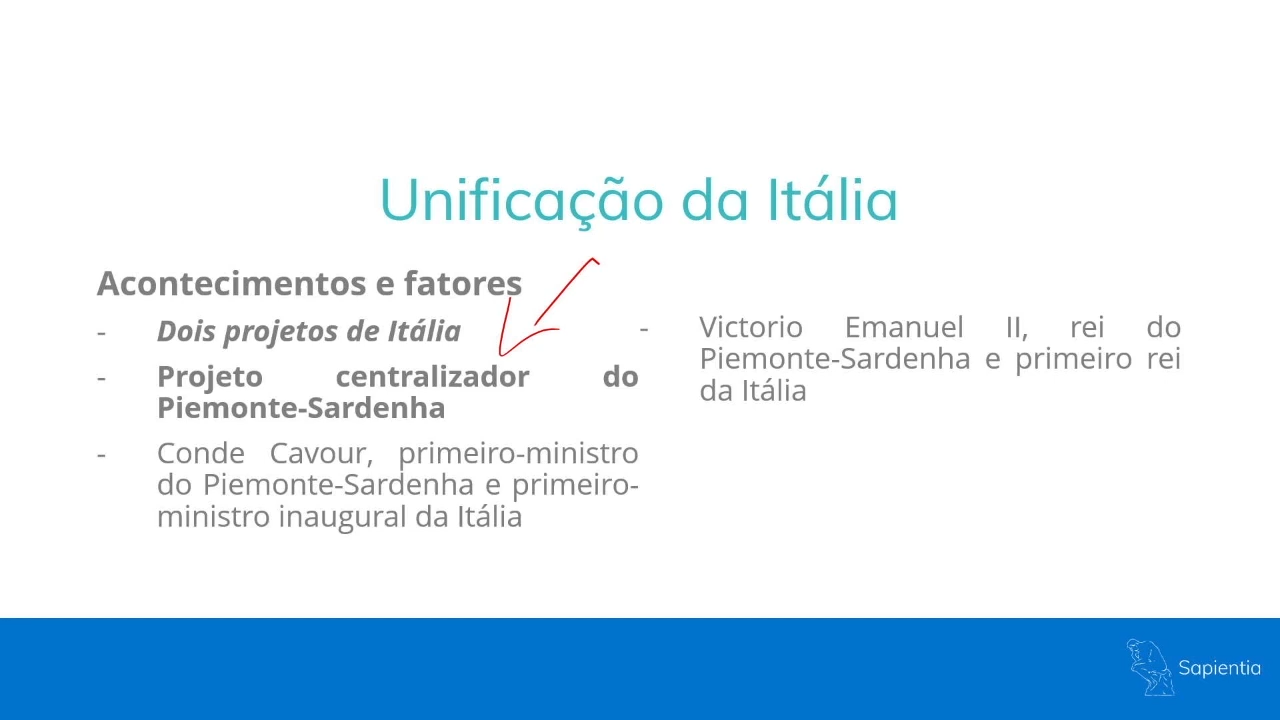 Unificação da Itália
Acontecimentos e fatores
- Dois projetos de Itália
- Projeto centralizador do
Piemonte-Sardenha
- Conde Cavour, primeiro-ministro
do Piemonte-Sardenha e primeiro-
ministro inaugural da Itália
- Victorio Emanuel II, rei do
Piemonte-Sardenha e primeiro rei
da Itália
Sapientia